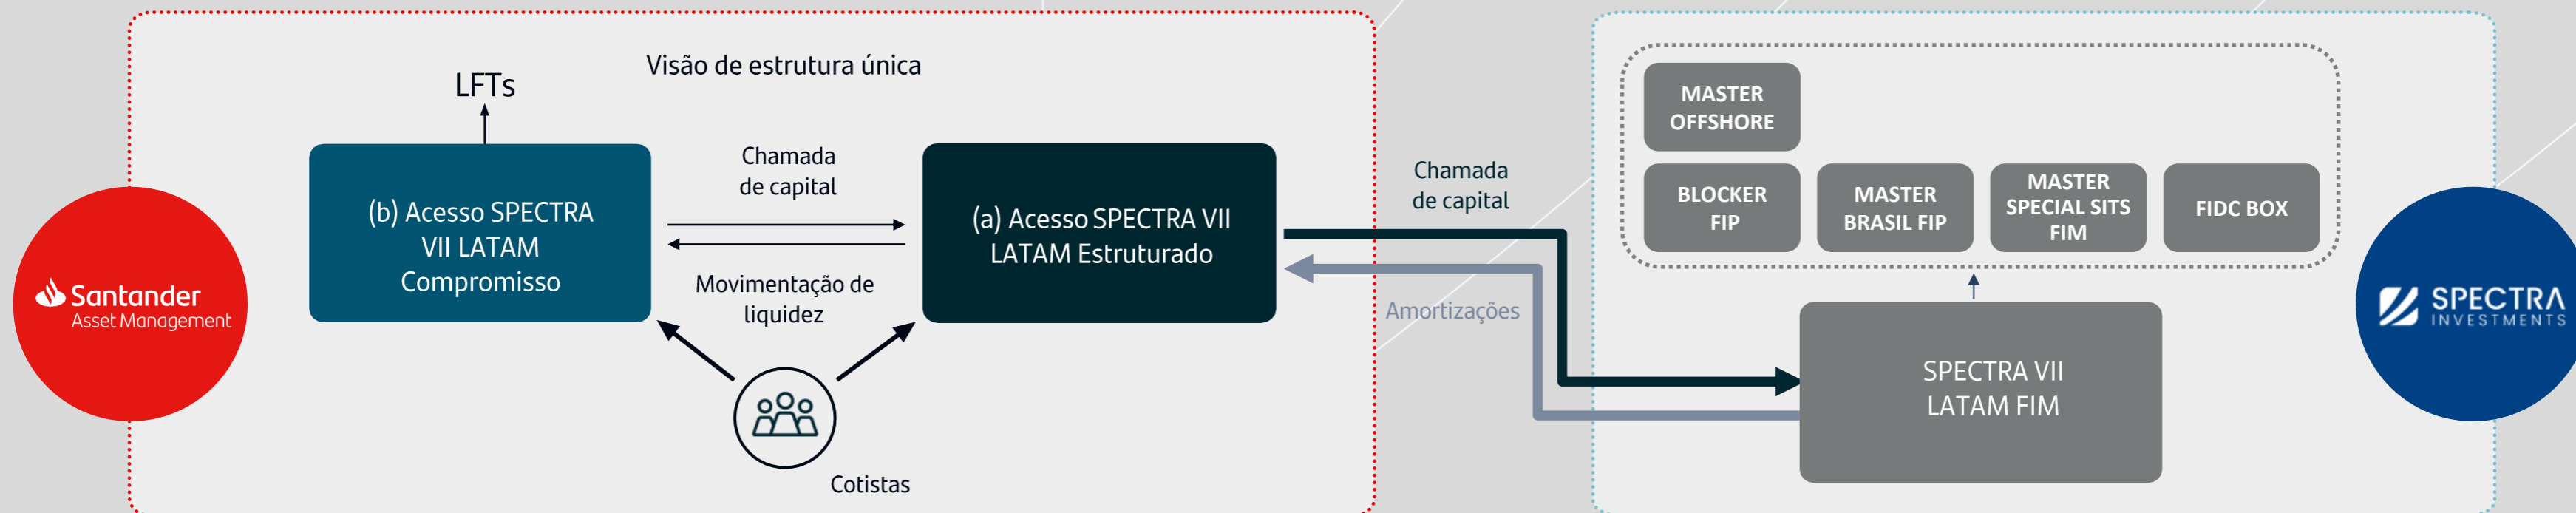 Visão de estrutura única
LFTs
(b) Acesso SPECTRA
VII LATAM
Compromisso
Chamada
de capital
Movimentação de
liquidez
(a) Acesso SPECTRA VII
LATAM Estruturado
Cotistas
Santander
Asset Management
Chamada
de capital
Amortizações
MASTER
OFFSHORE
BLOCKER
FIP
MASTER
BRASIL FIP
MASTER
SPECIAL SITS
FIM
FIDC BOX
SPECTRA VII
LATAM FIM
SPECTRA
INVESTMENTS